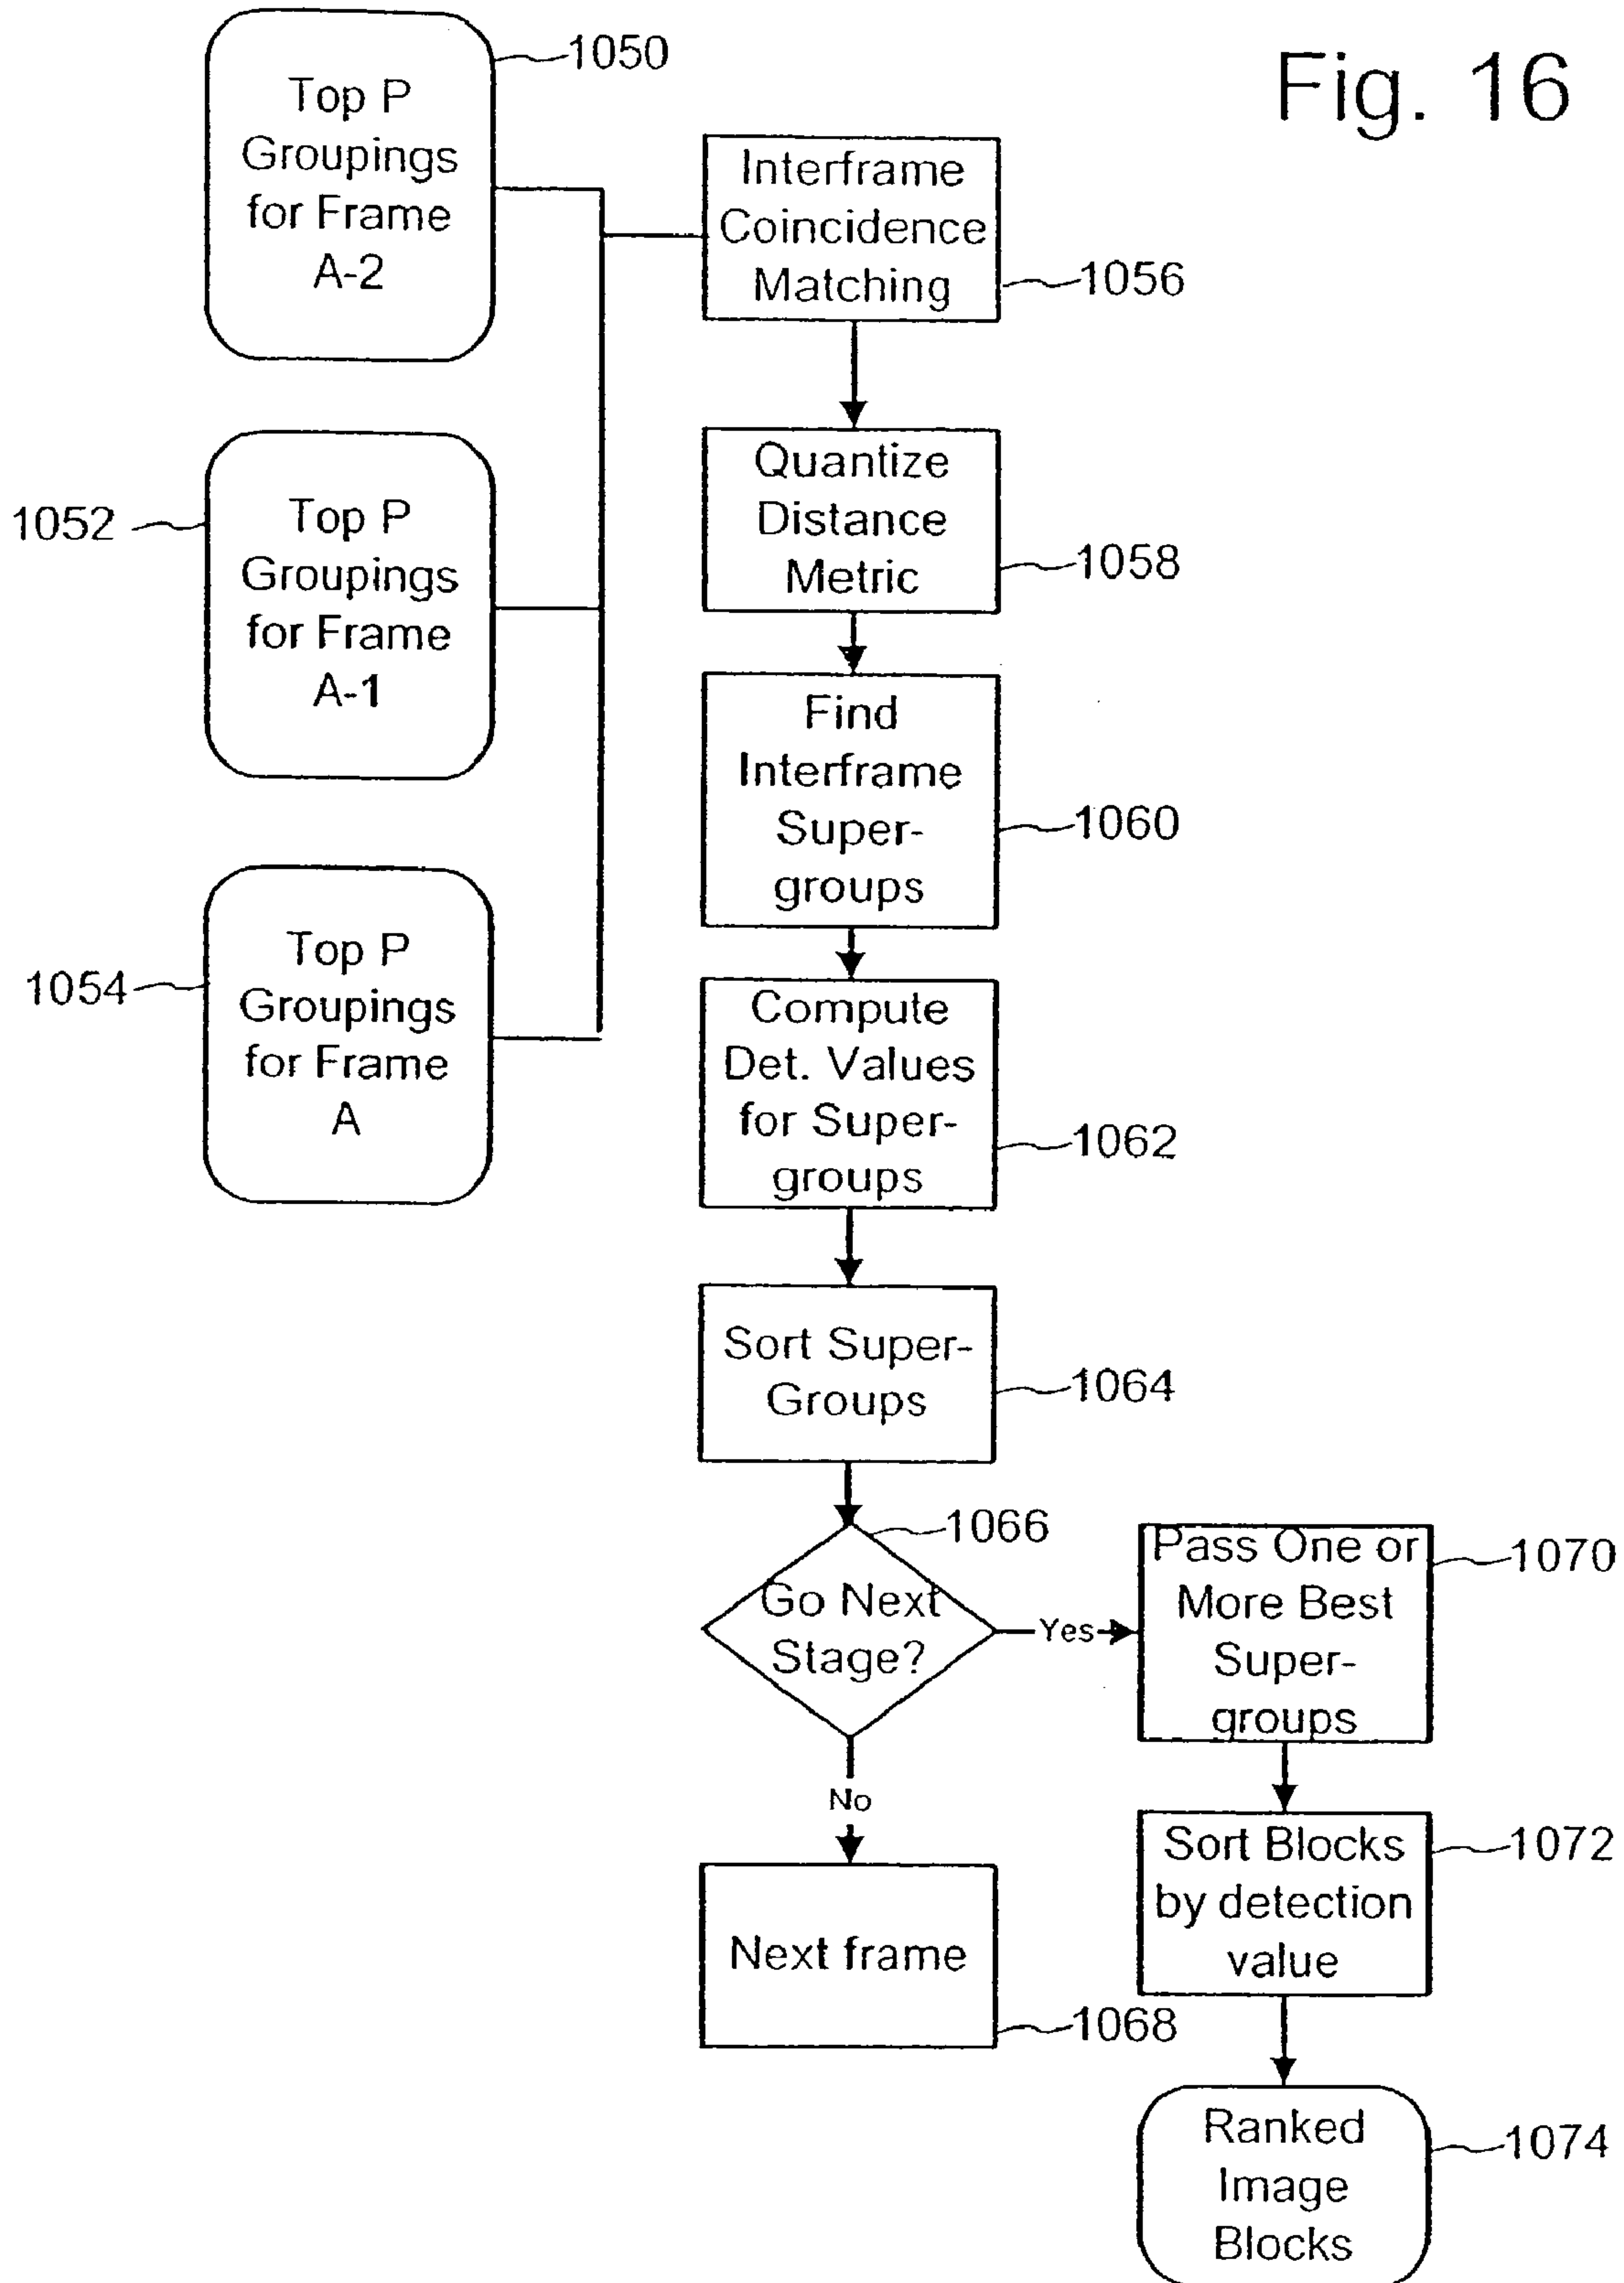 Fig. 16
Top P
Groupings
for Frame
A-2
1050
1052
Top P
Groupings
for Frame
A-1
1054
Top P
Groupings
for Frame
A
Interframe
Coincidence
Matching
1056
Quantize
Distance
Metric
1058
Find
Interframe
Super-
groups
1060
Compute
Det. Values
for Super-
groups
1062
Sort Super-
Groups
1064
1066
Go Next
Stage?
Yes
No
Next frame
1068
Pass One or
More Best
Super-
groups
1070
Sort Blocks
by detection
value
1072
Ranked
Image
Blocks
1074